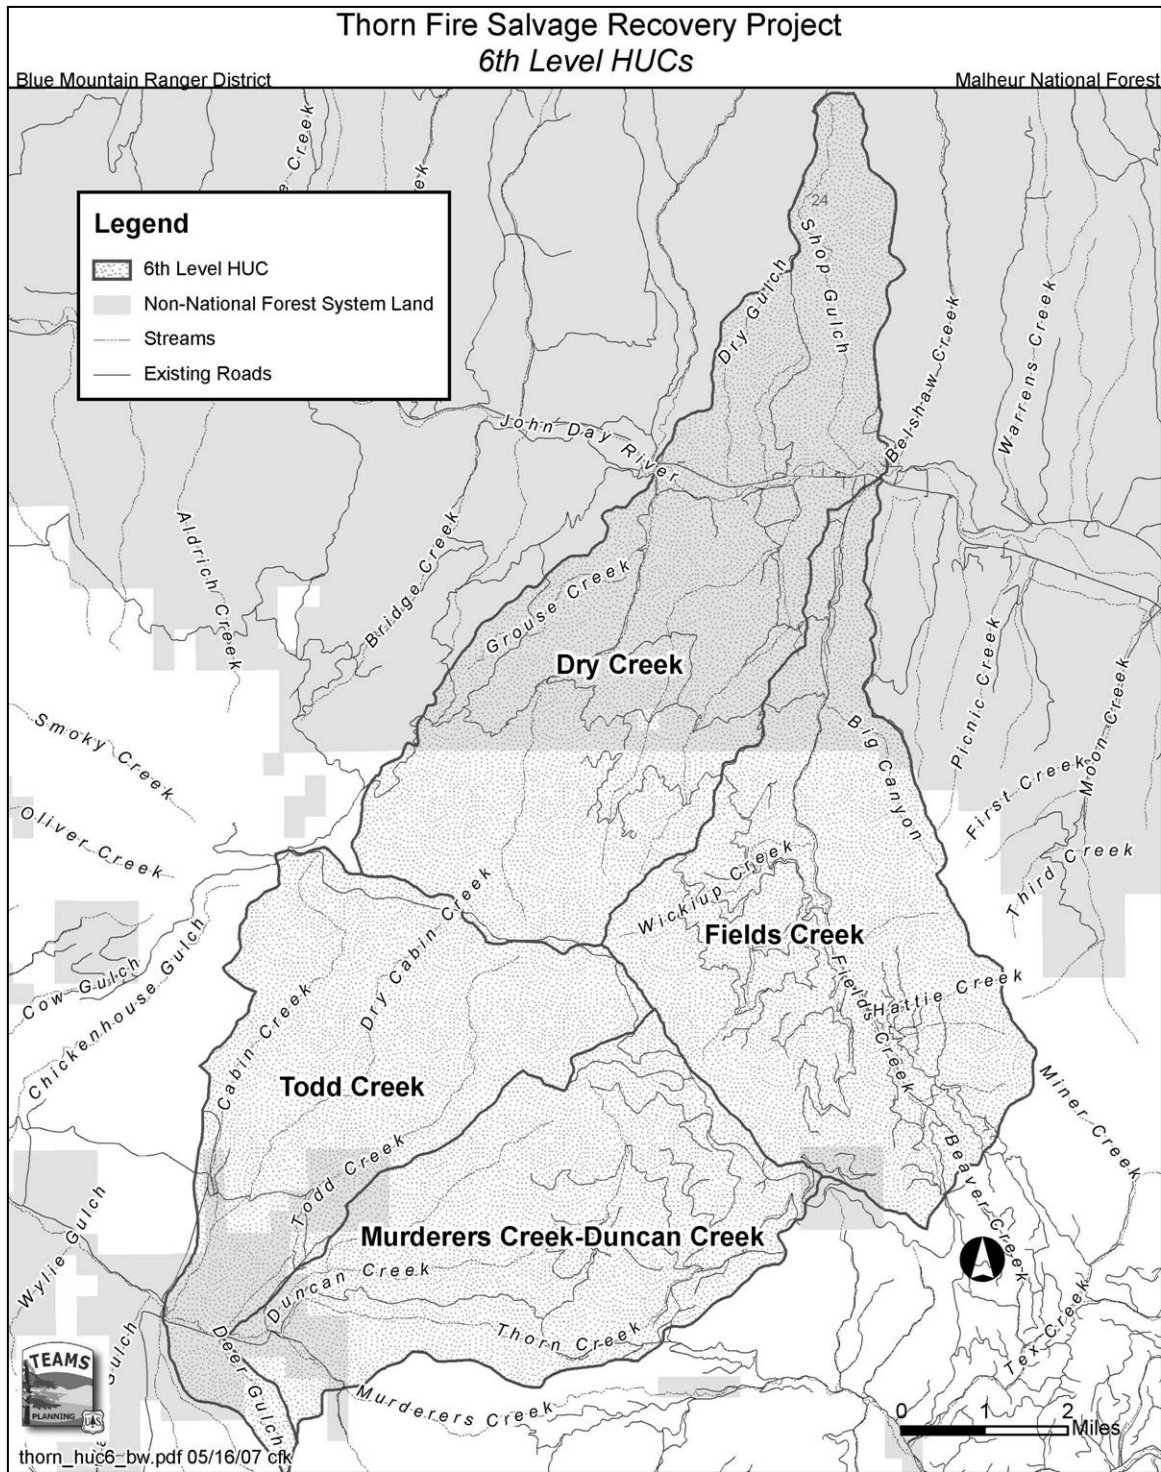 Thorn Fire Salvage Recovery Project
6th Level HUCs
Blue Mountain Ranger District
Malheur National Forest
e Creek
ek
24
Legend
6th Level HUC
Non-National Forest System Land
Streams
Existing Roads
Dry Gulch
Shop Gulch
Belshaw Creek
Warrens Creek
John Day River
Aldrich Creek
Bridge Creek
Grouse Creek
Dry Creek
Picnic Creek
Moon Creek
Smoky Creek
Big Canyon
First Creek
Oliver Creek
Third Creek
Wickiup Creek
Fields Creek
Dry Cabin Creek
Cow Gulch
Chickenhouse Gulch
Cabin Creek
Fields Creek
Hattie Creek
Todd Creek
Miner Creek
Todd Creek
Beaver Creek
Murderers Creek-Duncan Creek
Wylie Gulch
Duncan Creek
Thorn Creek
Tex Creek
Deer Gulch
Gulch
Murderers Creek
TEAMS
PLANNING
US
0 1 2
Miles
thorn_huc6_bw.pdf 05/16/07 cfk